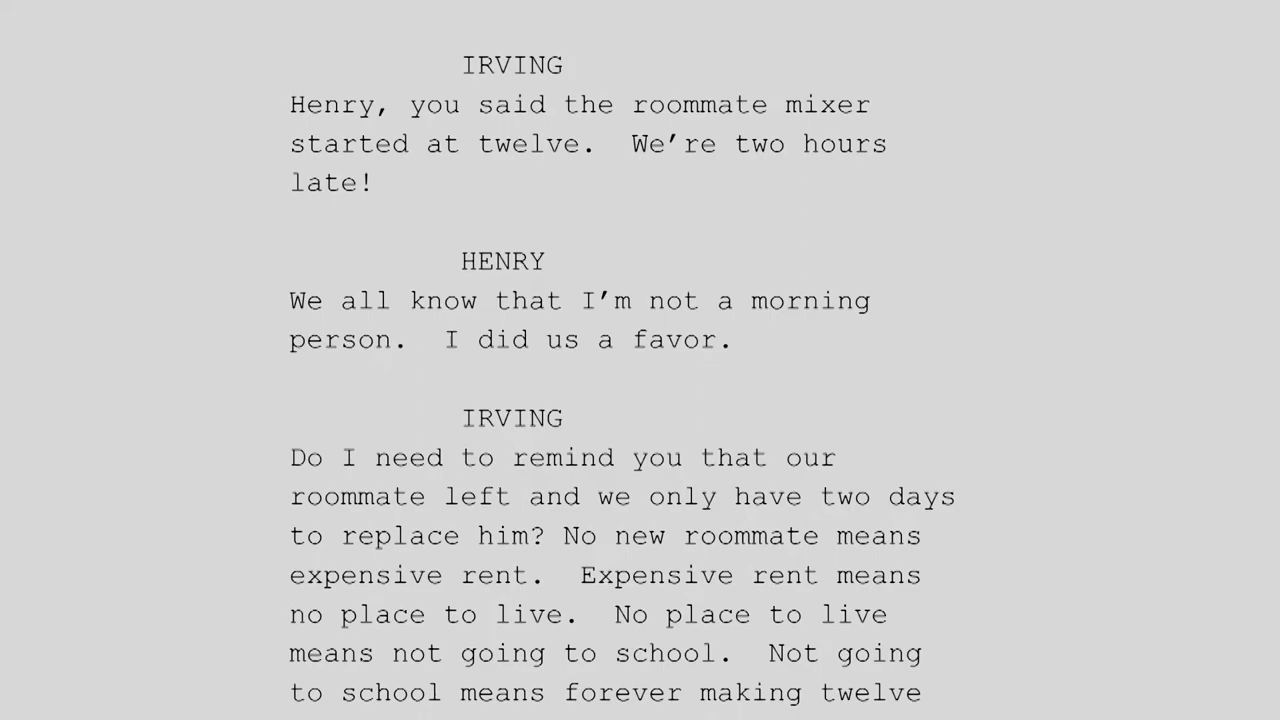 IRVING
Henry, you said the roommate mixer
started at twelve.  We're two hours
late!
HENRY
We all know that I'm not a morning
person.  I did us a favor.
IRVING
Do I need to remind you that our
roommate left and we only have two days
to replace him? No new roommate means
expensive rent.  Expensive rent means
no place to live.  No place to live
means not going to school.  Not going
to school means forever making twelve